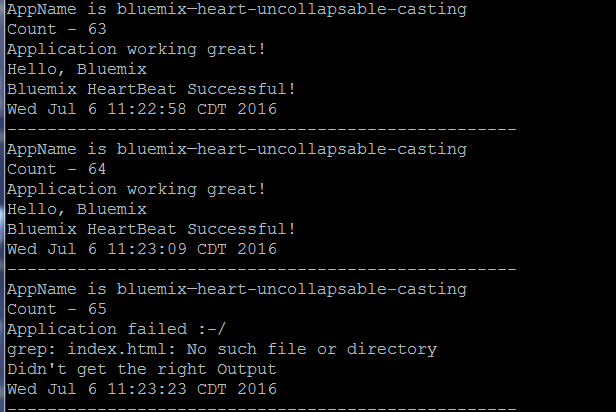 AppName is bluemix—heart-uncollapsable-casting
Count - 63
Application working great!
Hello, Bluemix
Bluemix HeartBeat Successful!
Wed Jul 6 11:22:58 CDT 2016
---------------------------------------------------
AppName is bluemix—heart-uncollapsable-casting
Count - 64
Application working great!
Hello, Bluemix
Bluemix HeartBeat Successful!
Wed Jul 6 11:23:09 CDT 2016
---------------------------------------------------
AppName is bluemix—heart-uncollapsable-casting
Count - 65
Application failed :-/
grep: index.html: No such file or directory
Didn't get the right Output
Wed Jul 6 11:23:23 CDT 2016
---------------------------------------------------